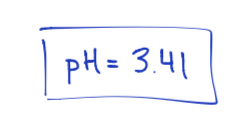 pH = 3.41